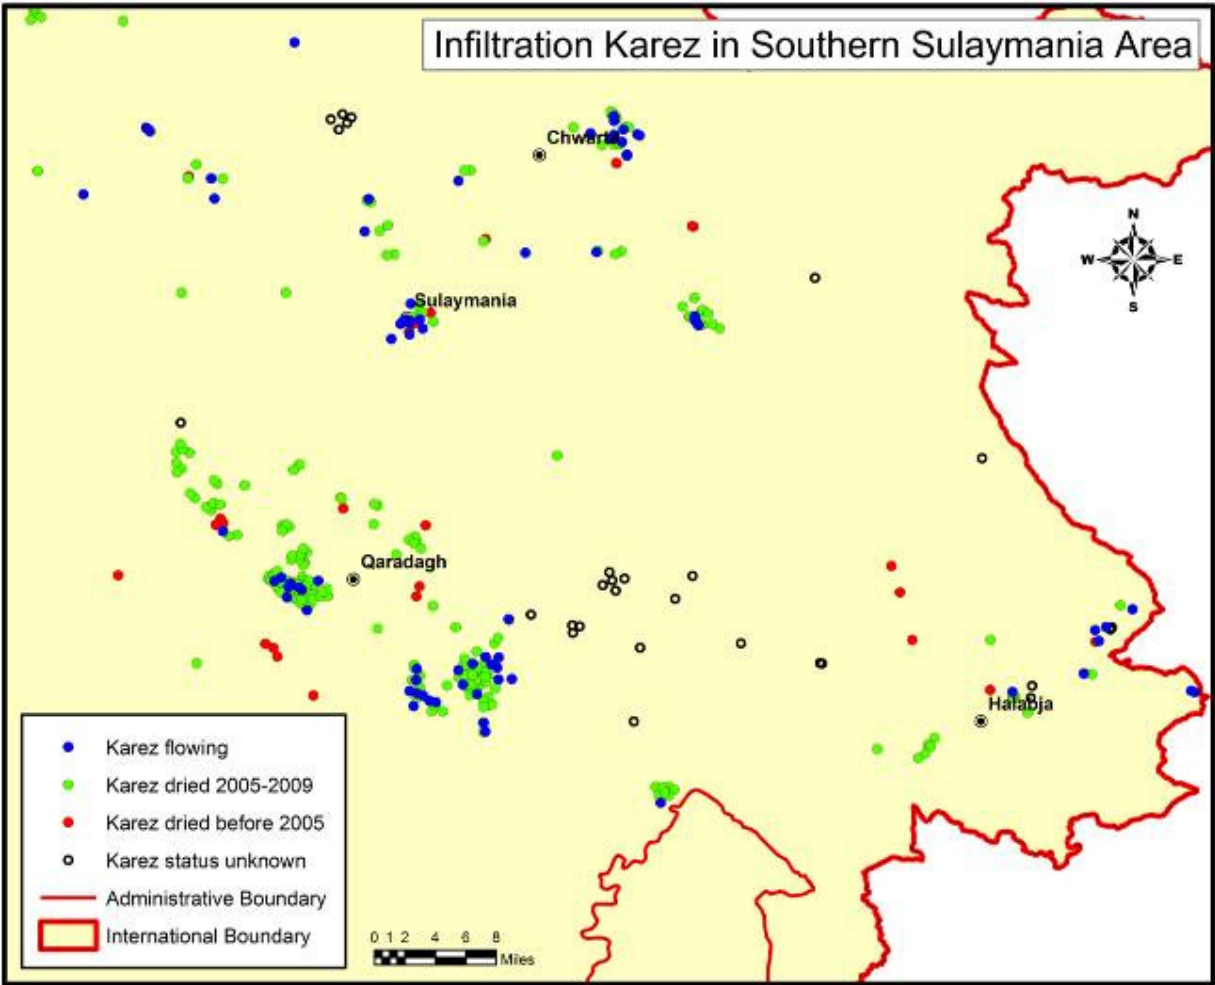 Infiltration Karez in Southern Sulaymania Area
Chwarta
N
W E
S
Sulaymania
Qaradagh
Halabja
Karez flowing
Karez dried 2005-2009
Karez dried before 2005
Karez status unknown
Administrative Boundary
International Boundary
0 1 2 4 6 8
Miles